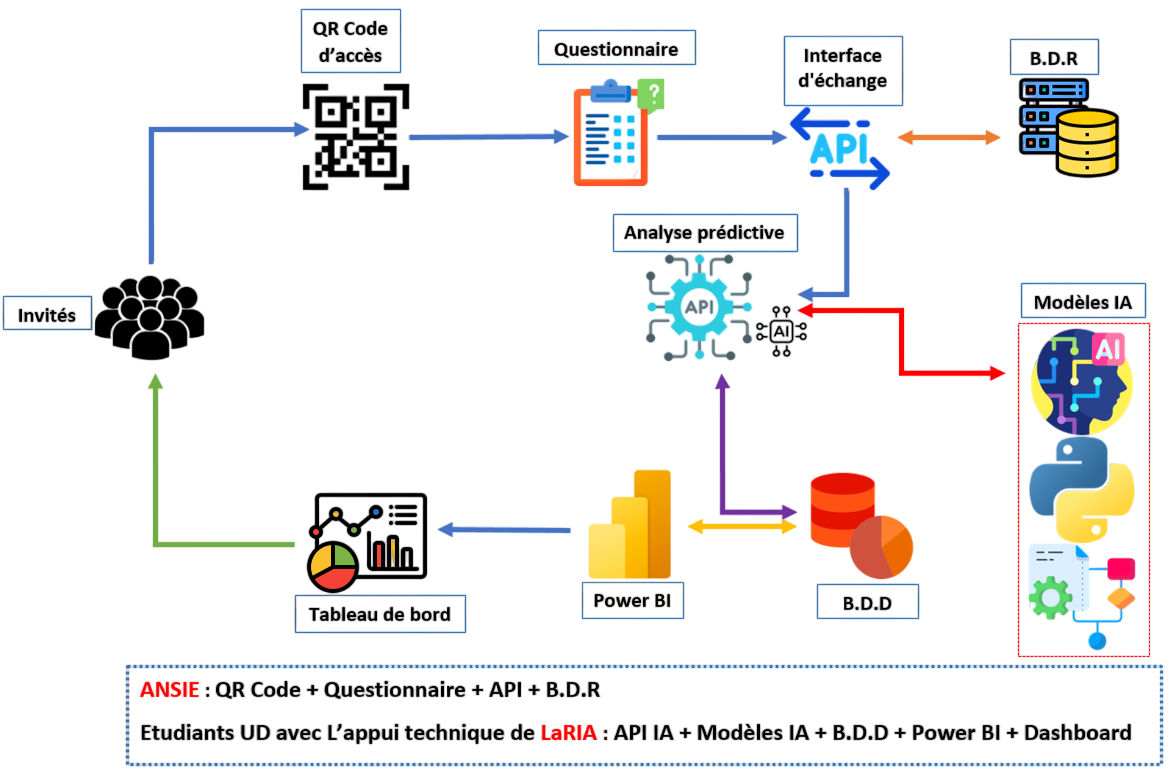 QR Code
d’accès
Questionnaire
Interface
d'échange
B.D.R
?
API
Analyse prédictive
API
AI
Modèles IA
AI
Invités
Tableau de bord
Power BI
B.D.D
ANSIE : QR Code + Questionnaire + API + B.D.R
Etudiants UD avec L’appui technique de LaRIA : API IA + Modèles IA + B.D.D + Power BI + Dashboard